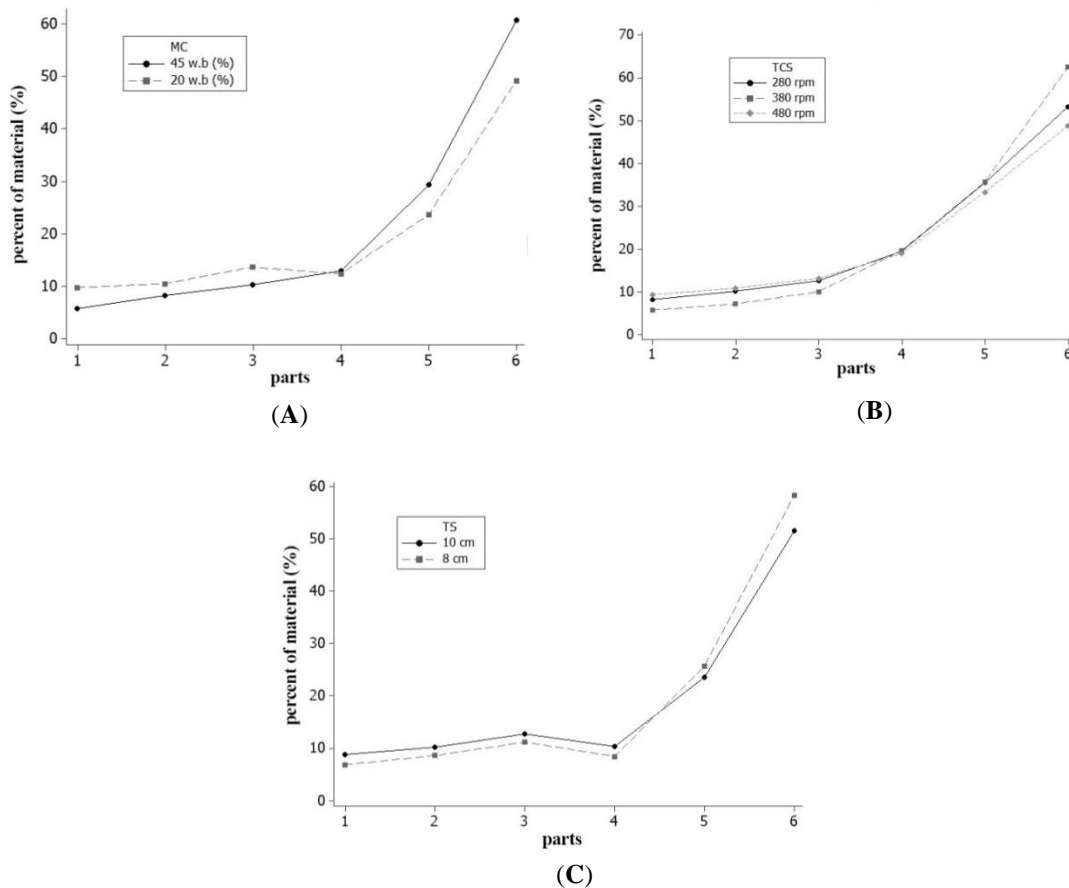 percent of material (%)
60
50
40
30
20
10
0
MC
45 w.b (%)
20 w.b (%)
1 2 3 4 5 6
parts
(A)
percent of material (%)
70
60
50
40
30
20
10
0
TCS
280 rpm
380 rpm
480 rpm
1 2 3 4 5 6
parts
(B)
percent of material (%)
60
50
40
30
20
10
0
TS
10 cm
8 cm
1 2 3 4 5 6
parts
(C)